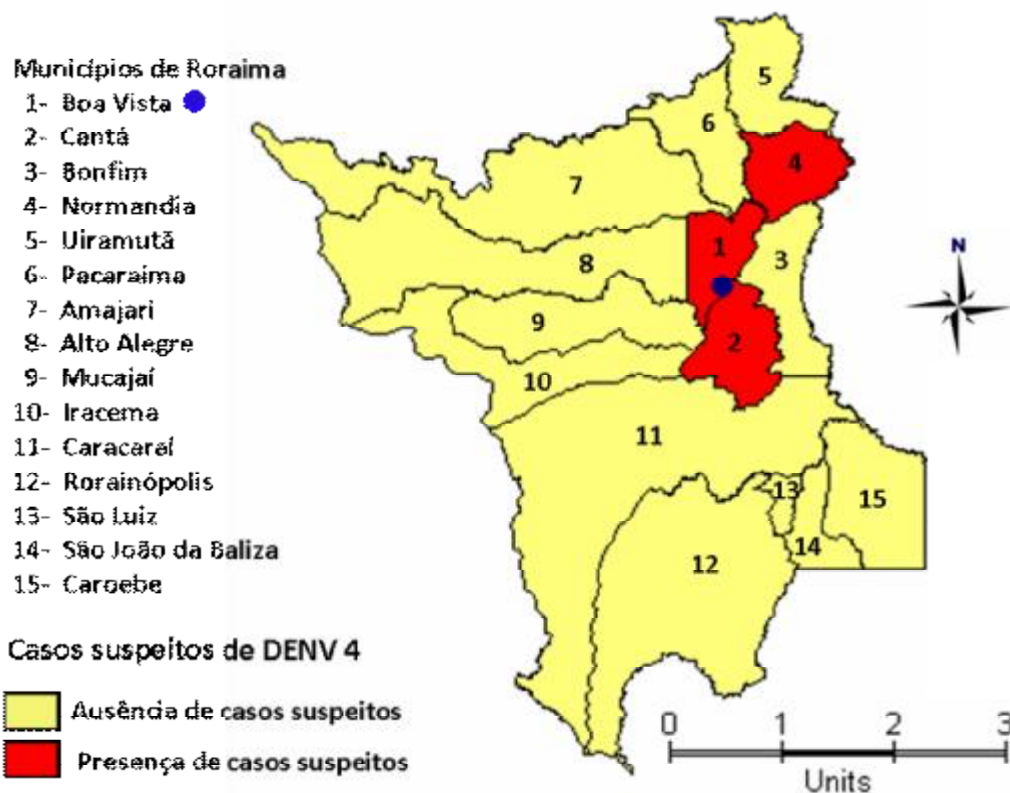 Municípios de Roraima
1- Boa Vista
2- Cantá
3- Bonfim
4- Normandia
5- Uiramutã
6- Pacaraima
7- Amajari
8- Alto Alegre
9- Mucajaí
10- Iracema
11- Caracaraí
12- Rorainópolis
13- São Luiz
14- São João da Baliza
15- Caroebe
Casos suspeitos de DENV 4
Ausência de casos suspeitos
Presença de casos suspeitos
5
6
4
7
1
3
8
9
2
10
11
13
15
14
12
N
0 1 2 3
Units